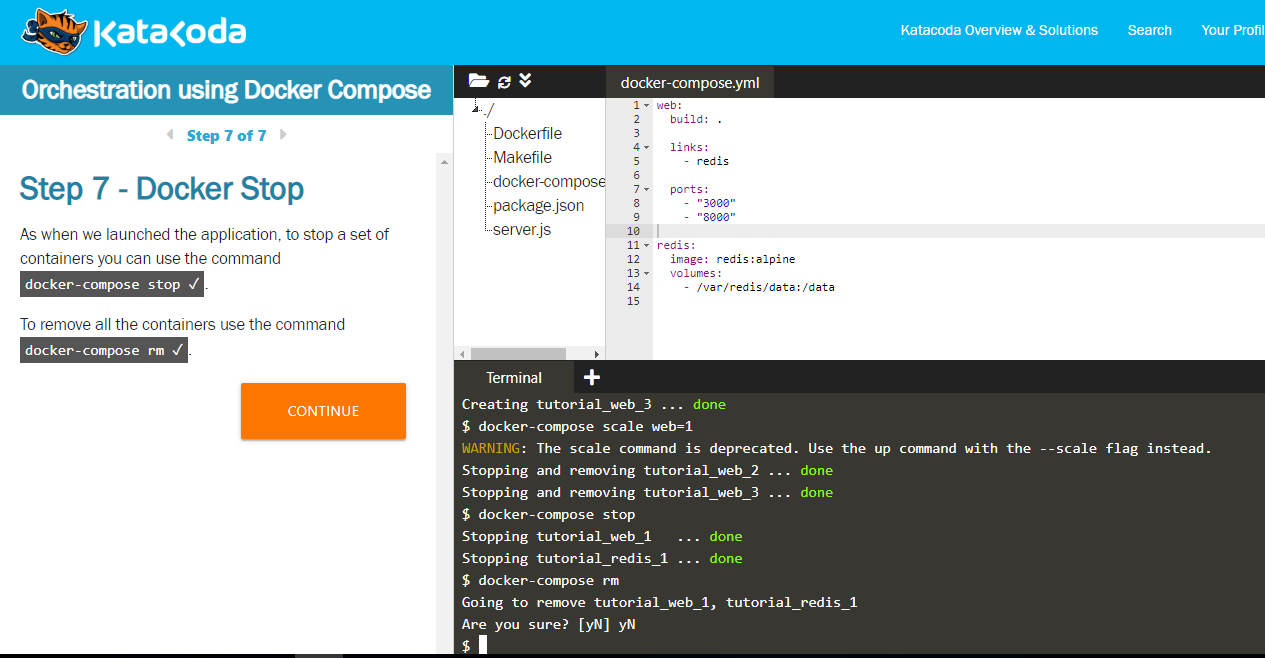 Katacoda
Katacoda Overview & Solutions
Search
Your Profil
Orchestration using Docker Compose
Step 7 of 7
Step 7 - Docker Stop
As when we launched the application, to stop a set of
containers you can use the command
docker-compose stop ✓.
To remove all the containers use the command
docker-compose rm ✓.
CONTINUE
./
Dockerfile
Makefile
docker-compose
package.json
server.js
docker-compose.yml
1 web:
2   build: .
3
4   links:
5     - redis
6
7   ports:
8     - "3000"
9     - "8000"
10
11 redis:
12   image: redis:alpine
13   volumes:
14     - /var/redis/data:/data
15
Terminal
Creating tutorial_web_3 ... done
$ docker-compose scale web=1
WARNING: The scale command is deprecated. Use the up command with the --scale flag instead.
Stopping and removing tutorial_web_2 ... done
Stopping and removing tutorial_web_3 ... done
$ docker-compose stop
Stopping tutorial_web_1   ... done
Stopping tutorial_redis_1 ... done
$ docker-compose rm
Going to remove tutorial_web_1, tutorial_redis_1
Are you sure? [yN] yN
$